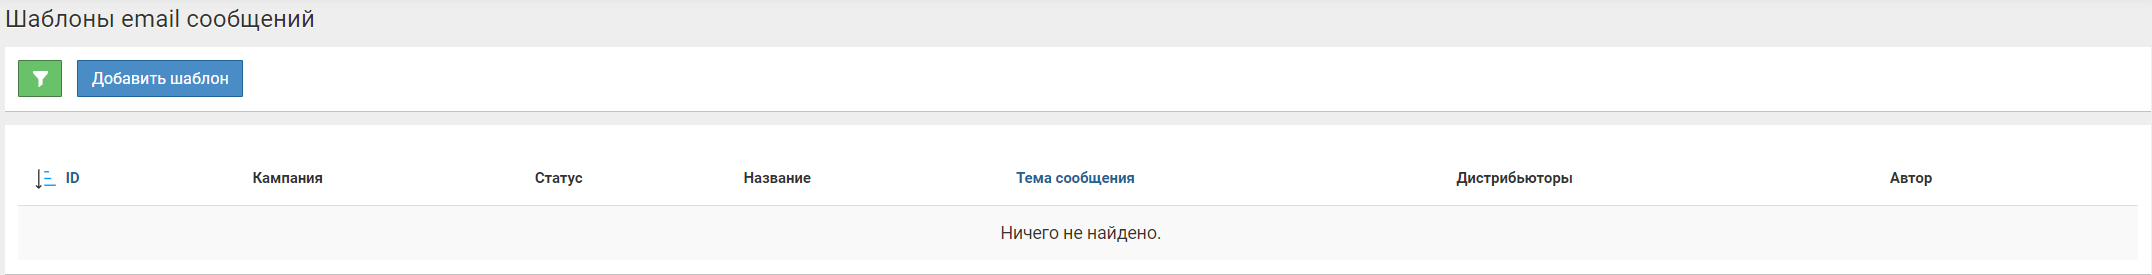 Шаблоны email сообщений
Добавить шаблон
ID Кампания Статус Название Тема сообщения Дистрибьюторы Автор
Ничего не найдено.